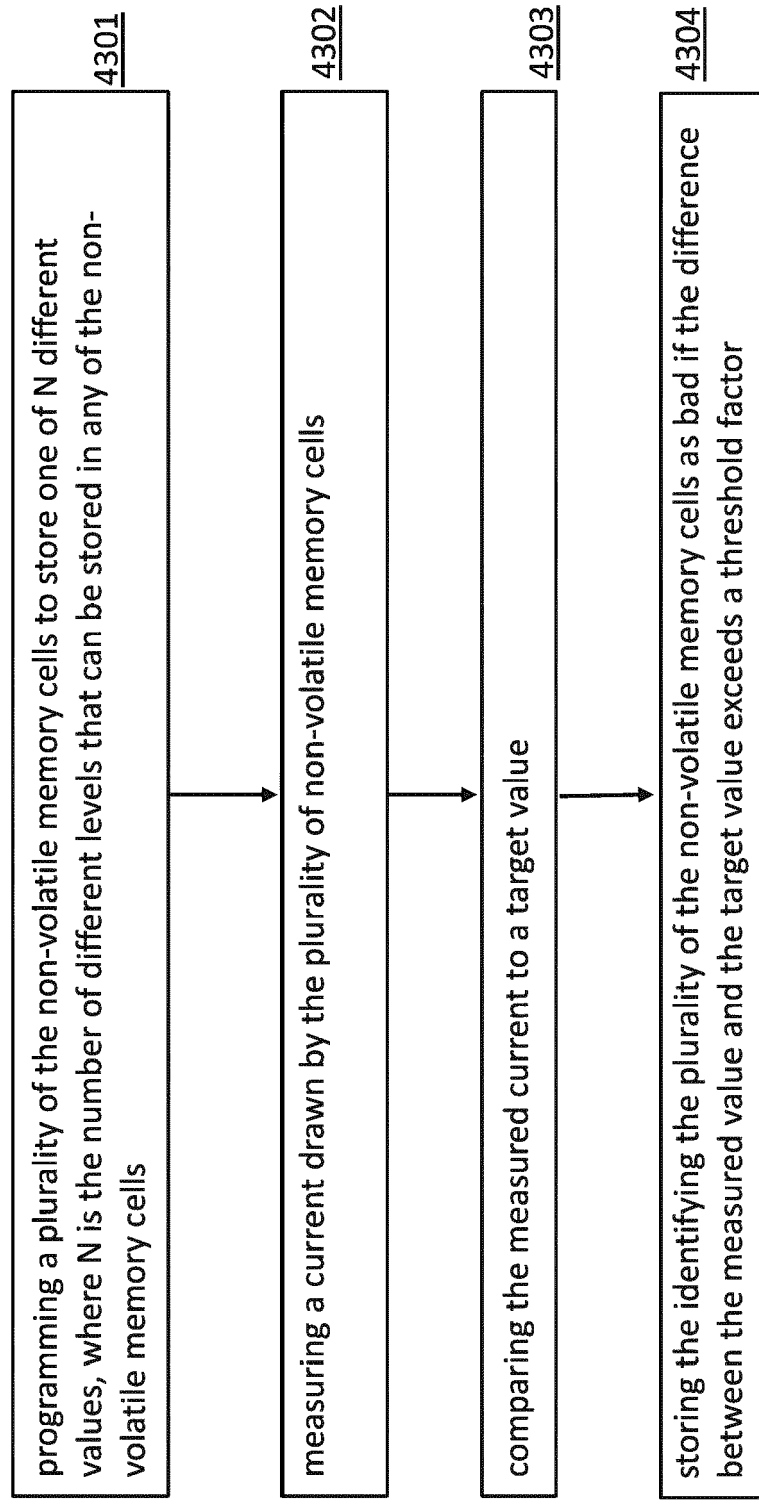 programming a plurality of the non-volatile memory cells to store one of N different
values, where N is the number of different levels that can be stored in any of the non-
volatile memory cells
4301
measuring a current drawn by the plurality of non-volatile memory cells
4302
comparing the measured current to a target value
4303
storing the identifying the plurality of the non-volatile memory cells as bad if the difference
between the measured value and the target value exceeds a threshold factor
4304